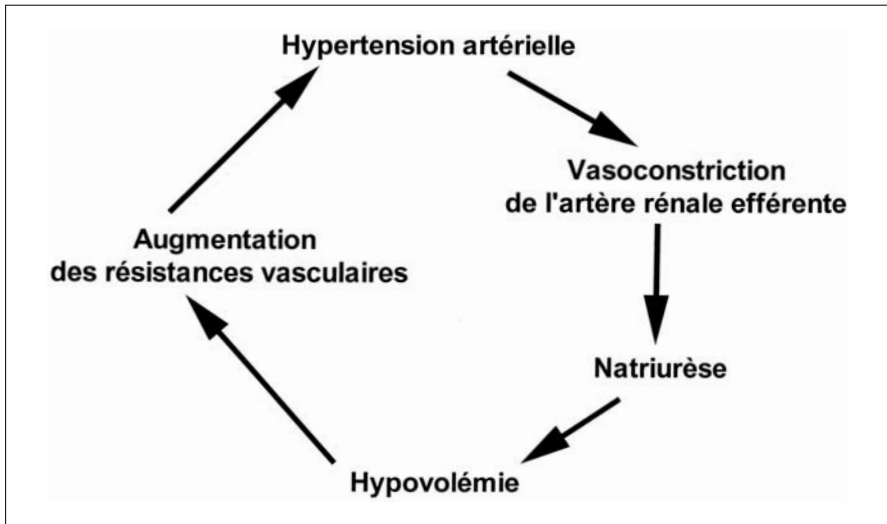 Hypertension artérielle
Vasoconstriction
de l'artère rénale efférente
Natriurèse
Hypovolémie
Augmentation
des résistances vasculaires